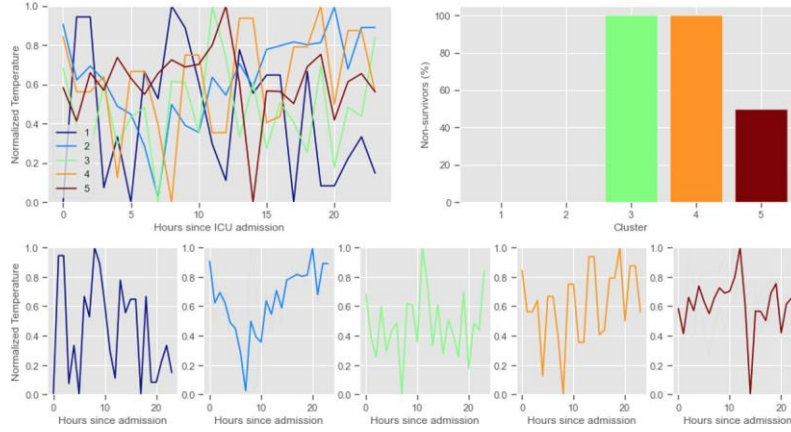 Normalized Temperature
1.0
0.8
0.6
0.4
0.2
0.0
1
2
3
4
5
0 5 10 15 20
Hours since ICU admission
Non-survivors (%)
100
80
60
40
20
0
1 2 3 4 5
Cluster
Normalized Temperature
1.0
0.8
0.6
0.4
0.2
0.0
0 10 20
Hours since admission
1.0
0.8
0.6
0.4
0.2
0.0
0 10 20
Hours since admission
1.0
0.8
0.6
0.4
0.2
0.0
0 10 20
Hours since admission
1.0
0.8
0.6
0.4
0.2
0.0
0 10 20
Hours since admission
1.0
0.8
0.6
0.4
0.2
0.0
0 10 20
Hours since admission